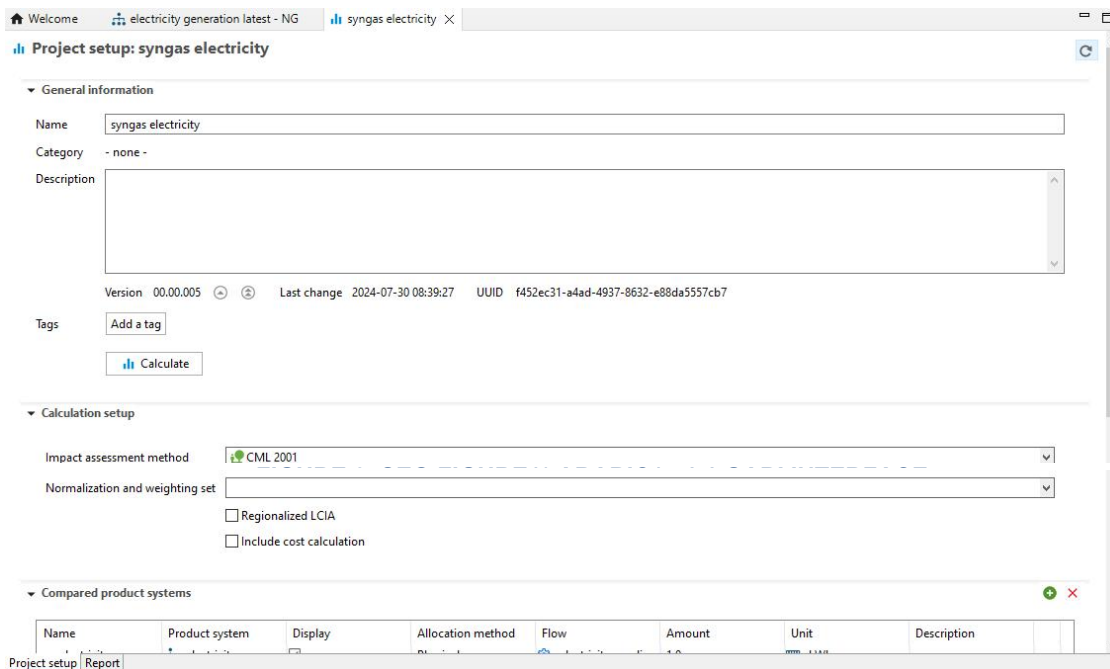 Welcome electricity generation latest - NG syngas electricity
Project setup: syngas electricity
General information
Name syngas electricity
Category - none -
Description
Version 00.00.005 Last change 2024-07-30 08:39:27 UUID f452ec31-a4ad-4937-8632-e88da5557cb7
Tags Add a tag
Calculate
Calculation setup
Impact assessment method CML 2001
Normalization and weighting set
Regionalized LCIA
Include cost calculation
Compared product systems
Name Product system Display Allocation method Flow Amount Unit Description
Project setup Report